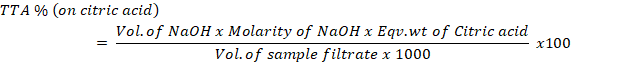 TTA % (on citric acid)
= Vol. of NaOH x Molarity of NaOH x Eqv.wt of Citric acid
Vol. of sample filtrate x 1000
x100